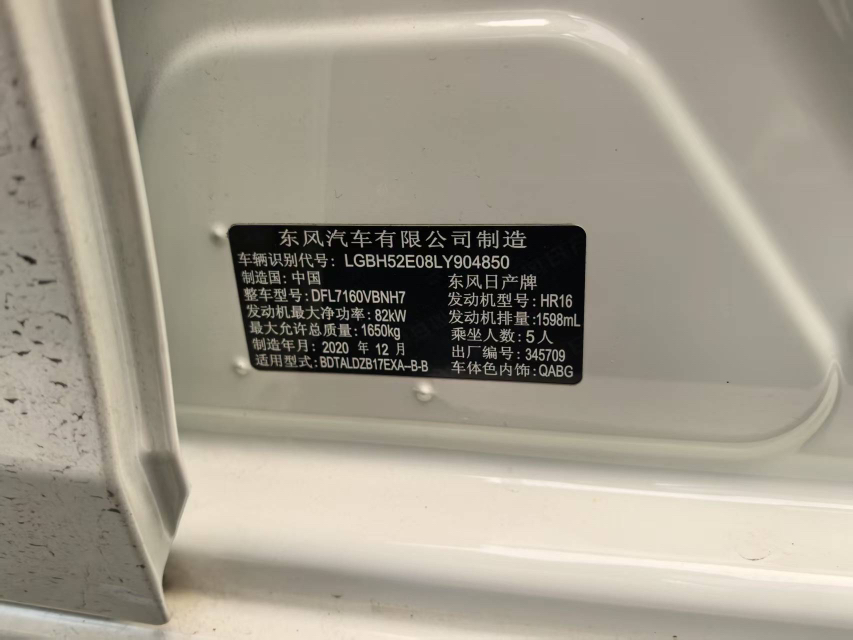 东风汽车有限公司制造
车辆识别代号: LGBH52E08LY904850
制造国: 中国 东风日产牌
整车型号: DFL7160VBNH7 发动机型号: HR16
发动机最大净功率: 82kW 发动机排量: 1598mL
最大允许总质量: 1650kg 乘坐人数: 5人
制造年月: 2020 年 12 月 出厂编号: 345709
适用型式: BDTALDZB17EXA-B-B 车体色内饰: QABG